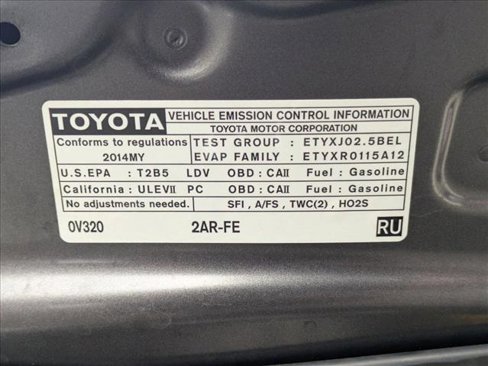 TOYOTA VEHICLE EMISSION CONTROL INFORMATION
TOYOTA MOTOR CORPORATION
Conforms to regulations TEST GROUP : ETYXJ02.5BEL
2014MY EVAP FAMILY : ETYXR0115A12
U.S.EPA : T2B5 LDV OBD : CAII Fuel : Gasoline
California : ULEVII PC OBD : CAII Fuel : Gasoline
No adjustments needed. SFI , A/FS , TWC(2) , HO2S
0V320 2AR-FE RU